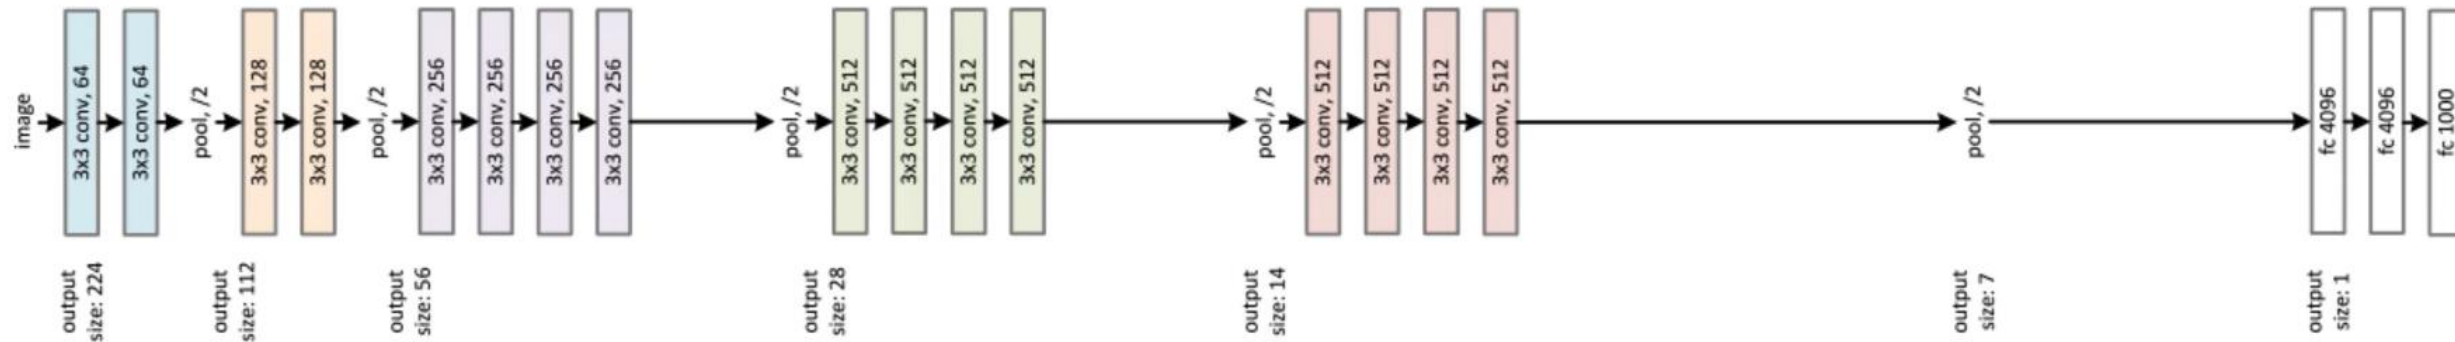 image
3x3 conv, 64
3x3 conv, 64
pool, /2
3x3 conv, 128
3x3 conv, 128
pool, /2
3x3 conv, 256
3x3 conv, 256
3x3 conv, 256
3x3 conv, 256
pool, /2
3x3 conv, 512
3x3 conv, 512
3x3 conv, 512
3x3 conv, 512
pool, /2
3x3 conv, 512
3x3 conv, 512
3x3 conv, 512
3x3 conv, 512
pool, /2
fc 4096
fc 4096
fc 1000
output
size: 224
output
size: 112
output
size: 56
output
size: 28
output
size: 14
output
size: 7
output
size: 1